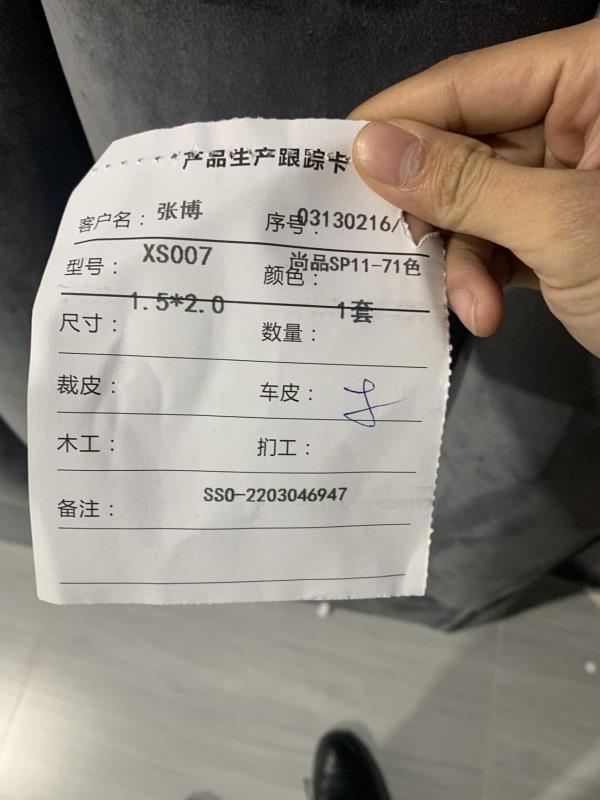 产品生产跟踪卡
客户名：张博 序号：03130216/
型号：XS007 颜色：尚品SP11-71色
尺寸：1.5*2.0 数量：1套
裁皮： 车皮：
木工： 扪工：
备注：SSO-2203046947